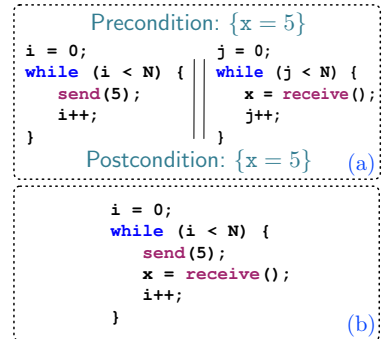 Precondition: {x = 5}
i = 0;
while (i < N) {
send(5);
i++;
}
j = 0;
while (j < N) {
x = receive();
j++;
}
Postcondition: {x = 5}
(a)
i = 0;
while (i < N) {
send(5);
x = receive();
i++;
}
(b)